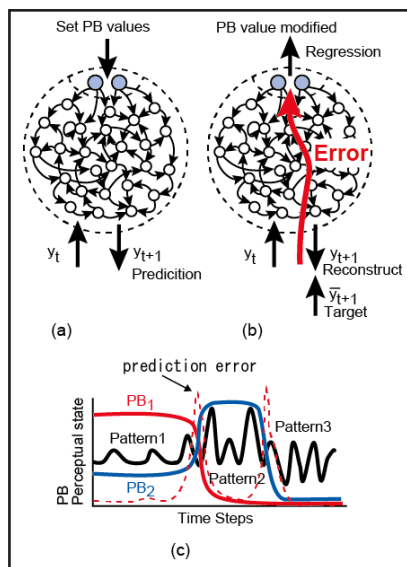 Set PB values
y_t
y_t+1
Predicition
(a)
PB value modified
Regression
Error
y_t
y_t+1
Reconstruct
ȳ_t+1
Target
(b)
prediction error
PB₁
Pattern1
PB₂
Pattern2
Pattern3
PB
Perceptual state
Time Steps
(c)